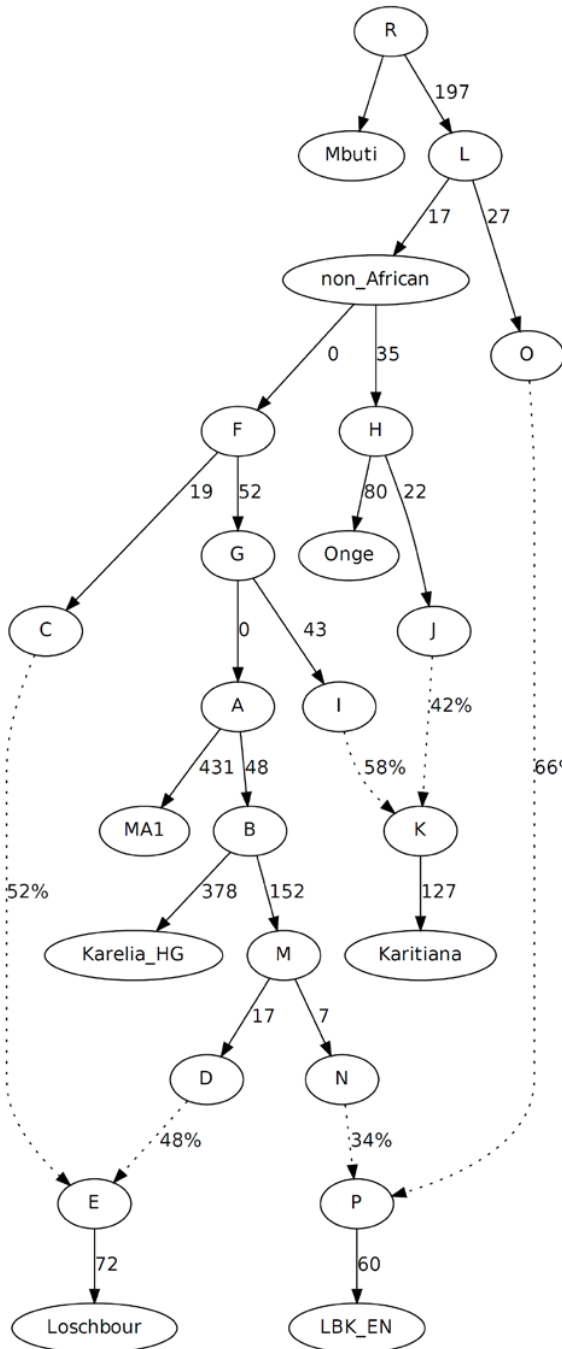 R
197
Mbuti
L
17
27
non_African
O
0
35
F
H
19
52
80
22
G
Onge
C
J
0
43
42%
A
I
66%
431
48
58%
MA1
B
K
52%
378
152
127
Karelia_HG
M
Karitiana
17
7
D
N
48%
34%
E
P
72
60
Loschbour
LBK_EN